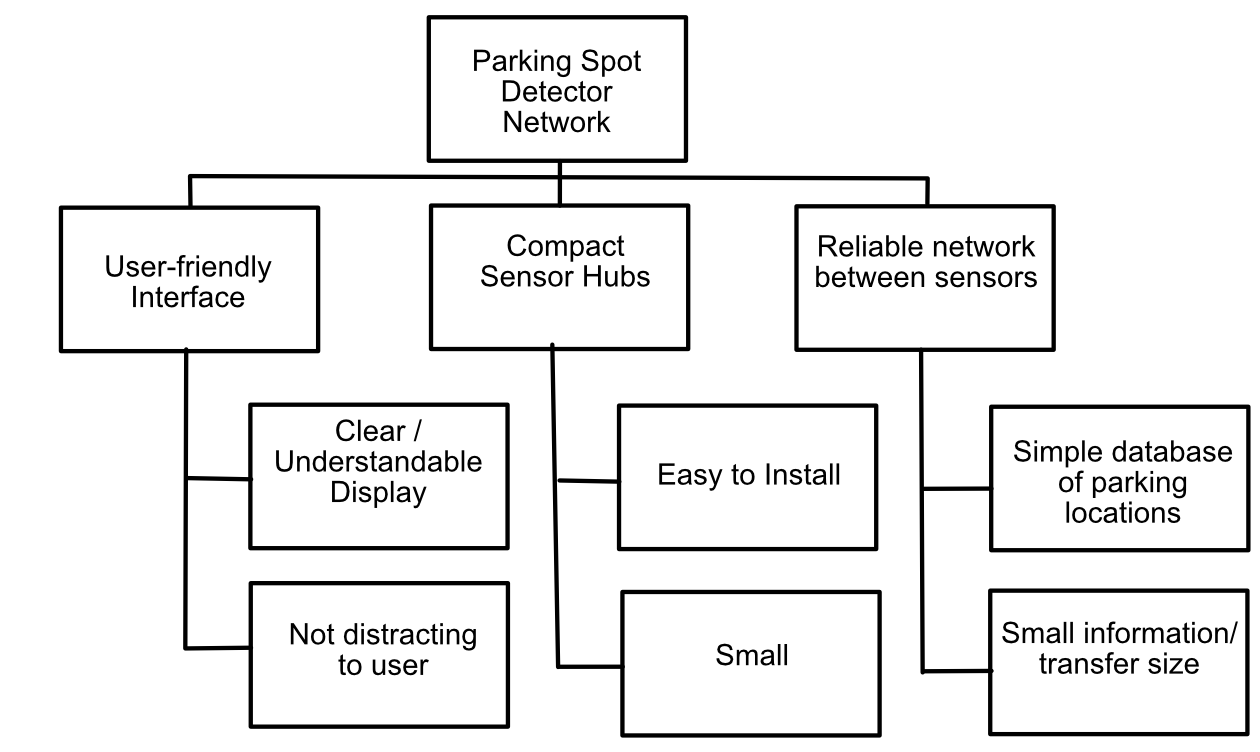 Parking Spot
Detector
Network
User-friendly
Interface
Compact
Sensor Hubs
Reliable network
between sensors
Clear /
Understandable
Display
Easy to Install
Simple database
of parking
locations
Not distracting
to user
Small
Small information/
transfer size